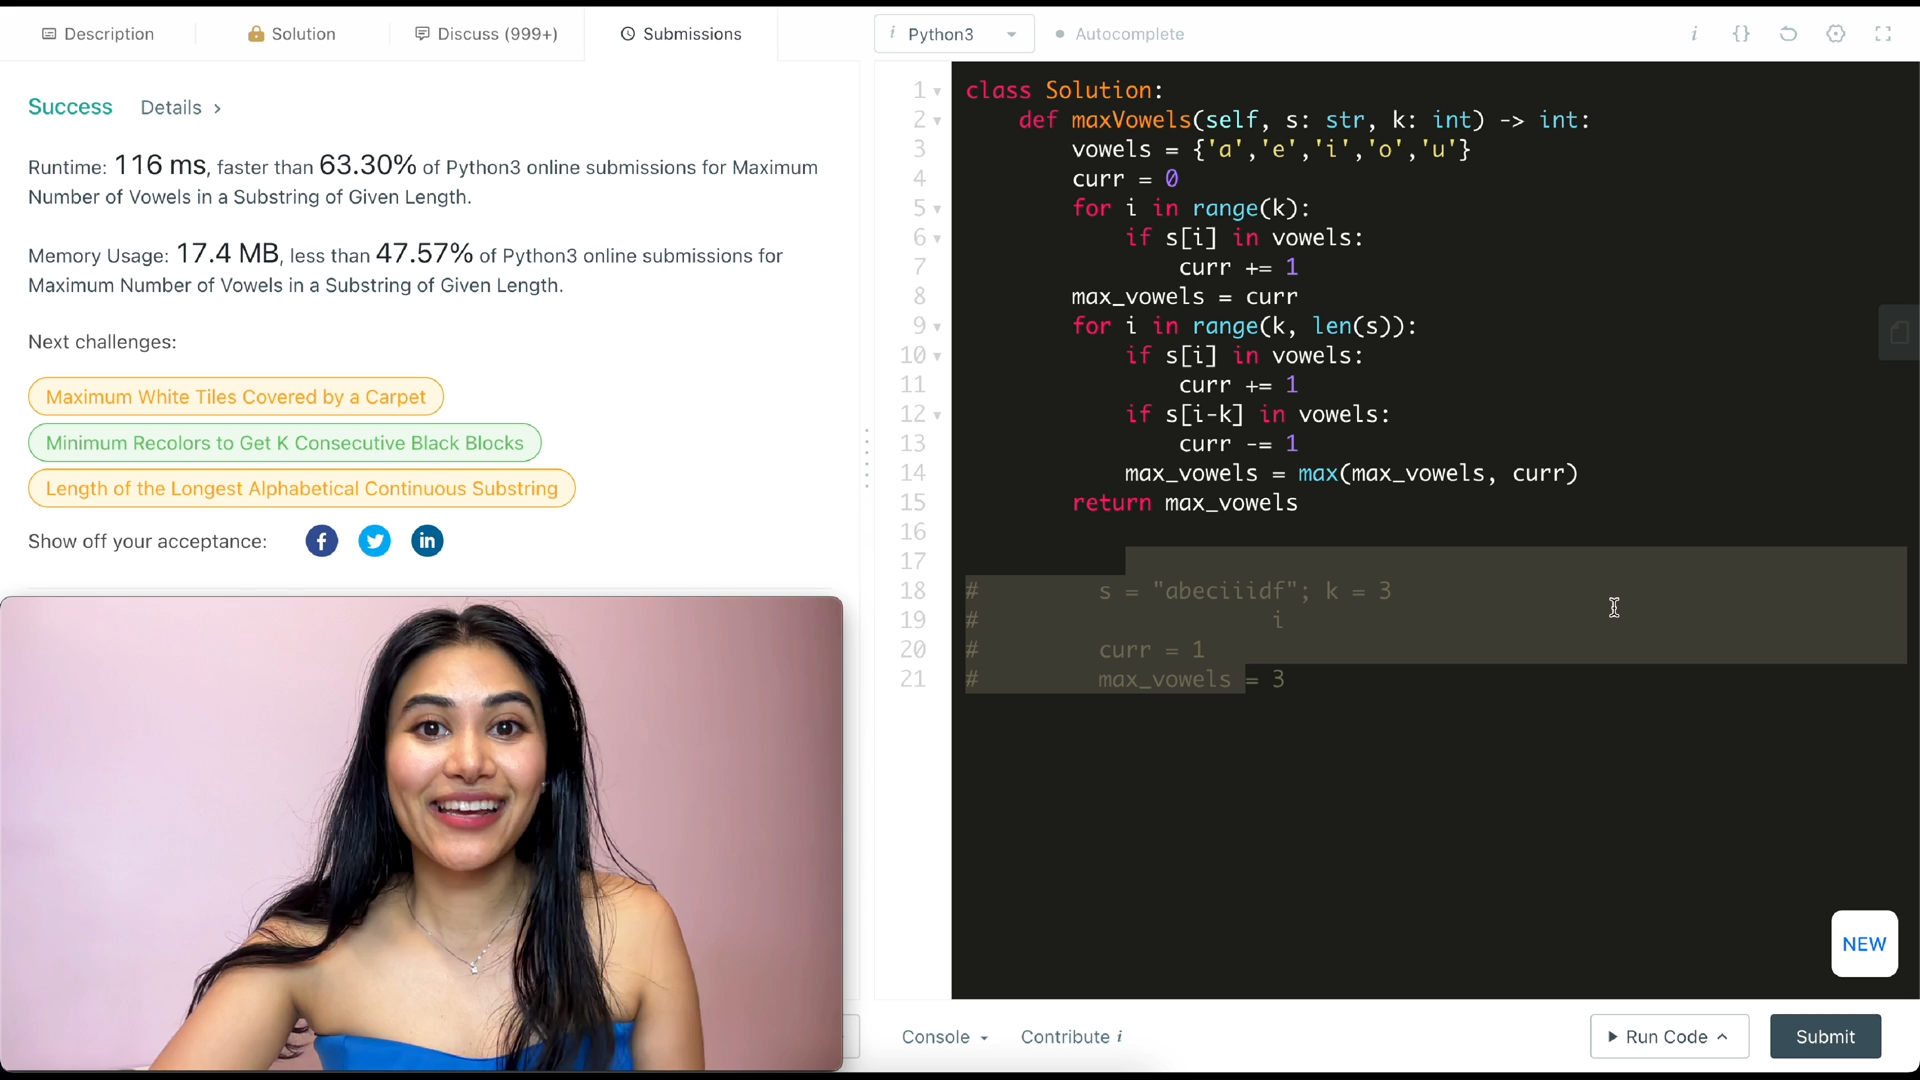 Description
Solution
Discuss (999+)
Submissions
i Python3
Autocomplete
i {}
Success Details >
Runtime: 116 ms, faster than 63.30% of Python3 online submissions for Maximum
Number of Vowels in a Substring of Given Length.
Memory Usage: 17.4 MB, less than 47.57% of Python3 online submissions for
Maximum Number of Vowels in a Substring of Given Length.
Next challenges:
Maximum White Tiles Covered by a Carpet
Minimum Recolors to Get K Consecutive Black Blocks
Length of the Longest Alphabetical Continuous Substring
Show off your acceptance: f in
1 class Solution:
2 def maxVowels(self, s: str, k: int) -> int:
3 vowels = {'a','e','i','o','u'}
4 curr = 0
5 for i in range(k):
6 if s[i] in vowels:
7 curr += 1
8 max_vowels = curr
9 for i in range(k, len(s)):
10 if s[i] in vowels:
11 curr += 1
12 if s[i-k] in vowels:
13 curr -= 1
14 max_vowels = max(max_vowels, curr)
15 return max_vowels
16
17
18 # s = "abeciiidf"; k = 3
19 # i
20 # curr = 1
21 # max_vowels = 3
NEW
Console
Contribute i
Run Code
Submit